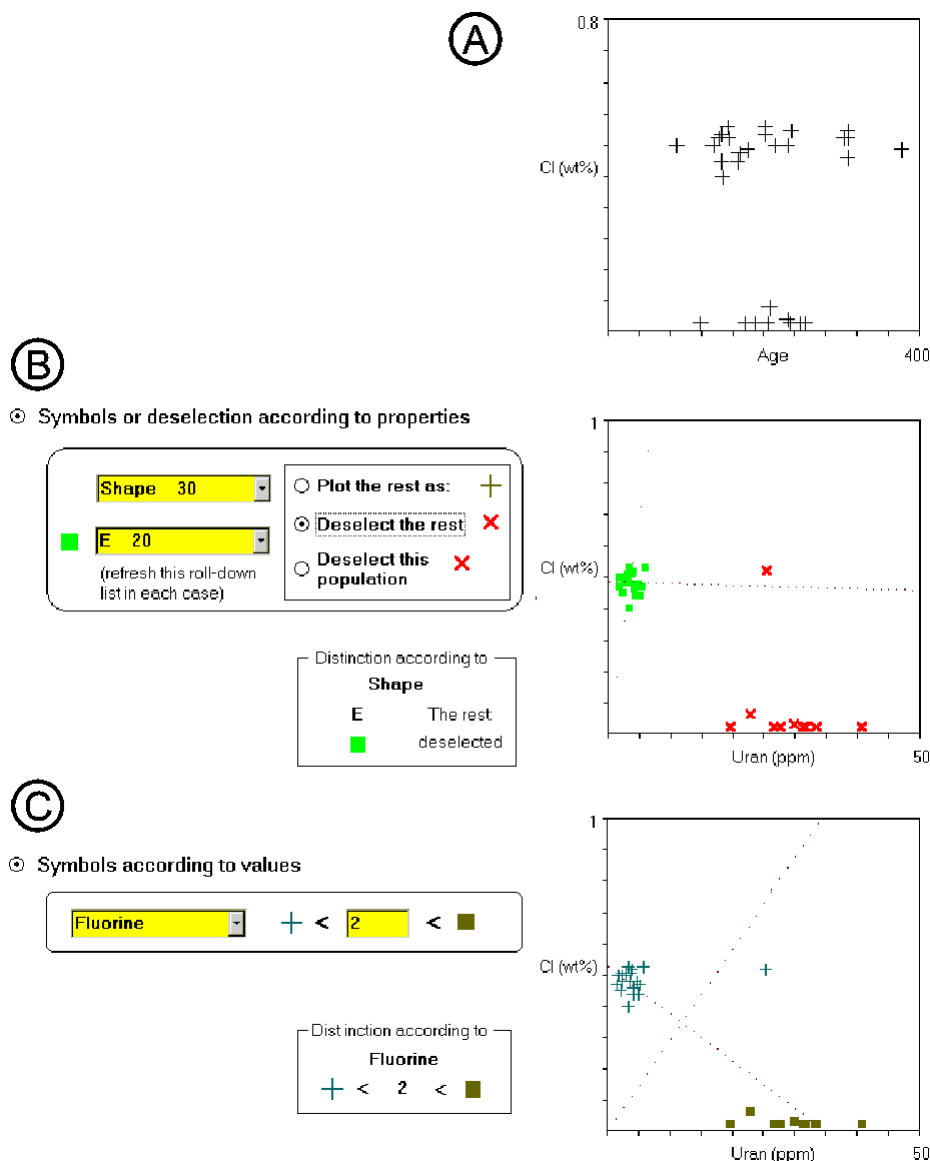 A
0.8
Cl (wt%)
Age 400
B
Symbols or deselection according to properties
Shape 30
E 20
(refresh this roll-down
list in each case)
Plot the rest as:
Deselect the rest
Deselect this
population
Distinction according to
Shape
E The rest
deselected
1
Cl (wt%)
Uran (ppm) 50
C
Symbols according to values
Fluorine < 2 <
Distinction according to
Fluorine
< 2 <
1
Cl (wt%)
Uran (ppm) 50